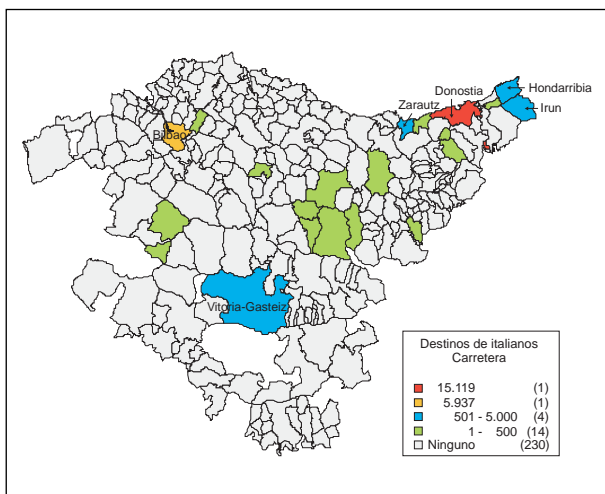 Hondarribia
Donostia
Zarautz
Irun
Bilbao
Vitoria-Gasteiz
Destinos de italianos
Carretera
15.119 (1)
5.937 (1)
501 - 5.000 (4)
1 - 500 (14)
Ninguno (230)